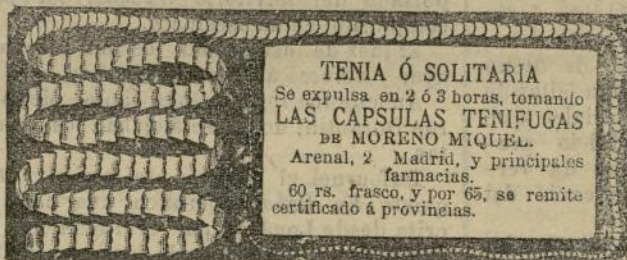 TENIA Ó SOLITARIA
Se expulsa en 2 ó 3 horas, tomando
LAS CAPSULAS TENIFUGAS
DE MORENO MIQUEL.
Arenal, 2 Madrid, y principales
farmacias.
60 rs. frasco, y por 65, se remite
certificado á provincias.